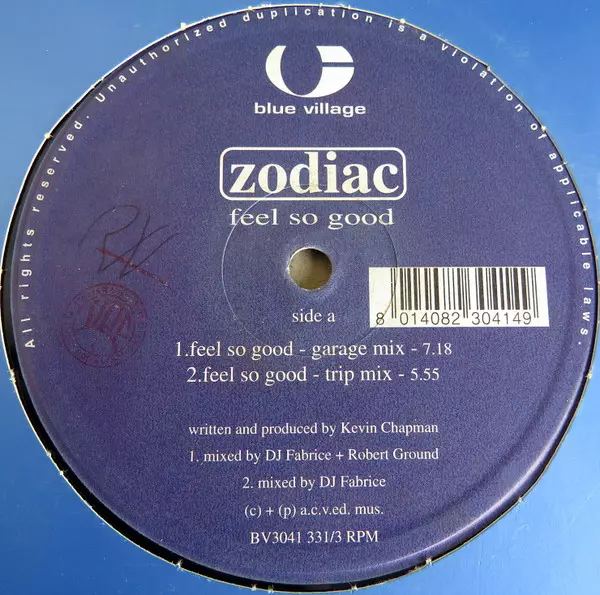 All rights reserved. Unauthorized duplication is a violation of applicable laws.
blue village
zodiac
feel so good
8 014082 304149
side a
1.feel so good - garage mix - 7.18
2.feel so good - trip mix - 5.55
written and produced by Kevin Chapman
1. mixed by DJ Fabrice + Robert Ground
2. mixed by DJ Fabrice
(c) + (p) a.c.v.ed. mus.
BV3041 331/3 RPM